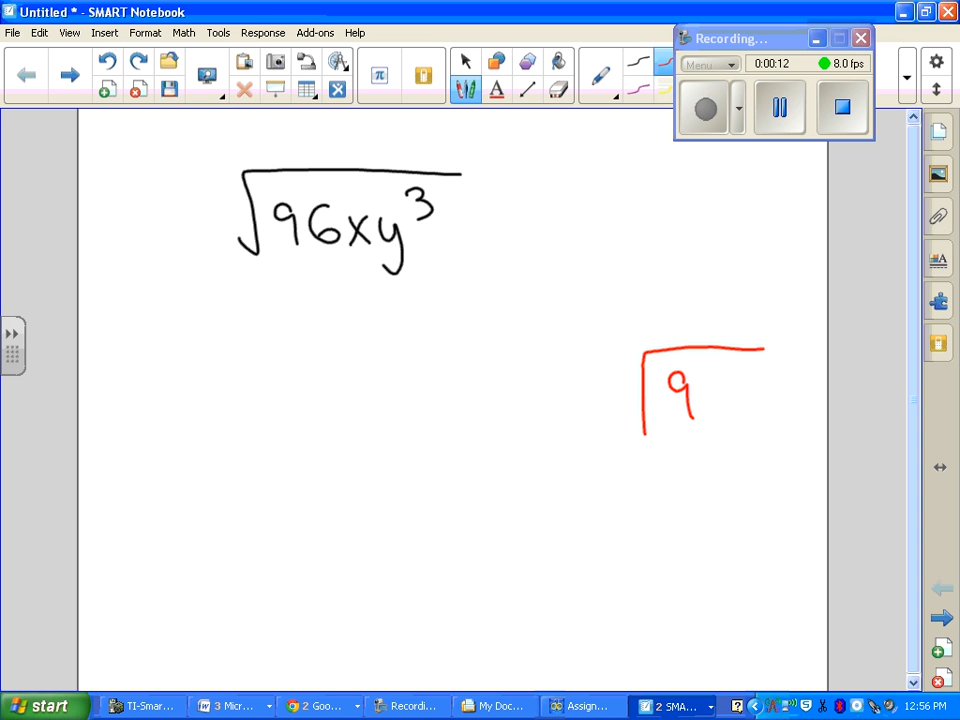 Untitled * - SMART Notebook
File Edit View Insert Format Math Tools Response Add-ons Help
Recording...
Menu 0:00:12 8.0 fps
√96xy³
9
start TI-Smar... 3 Micr... 2 Goo... Recordi... My Doc... Assign... 2 SMA... 12:56 PM